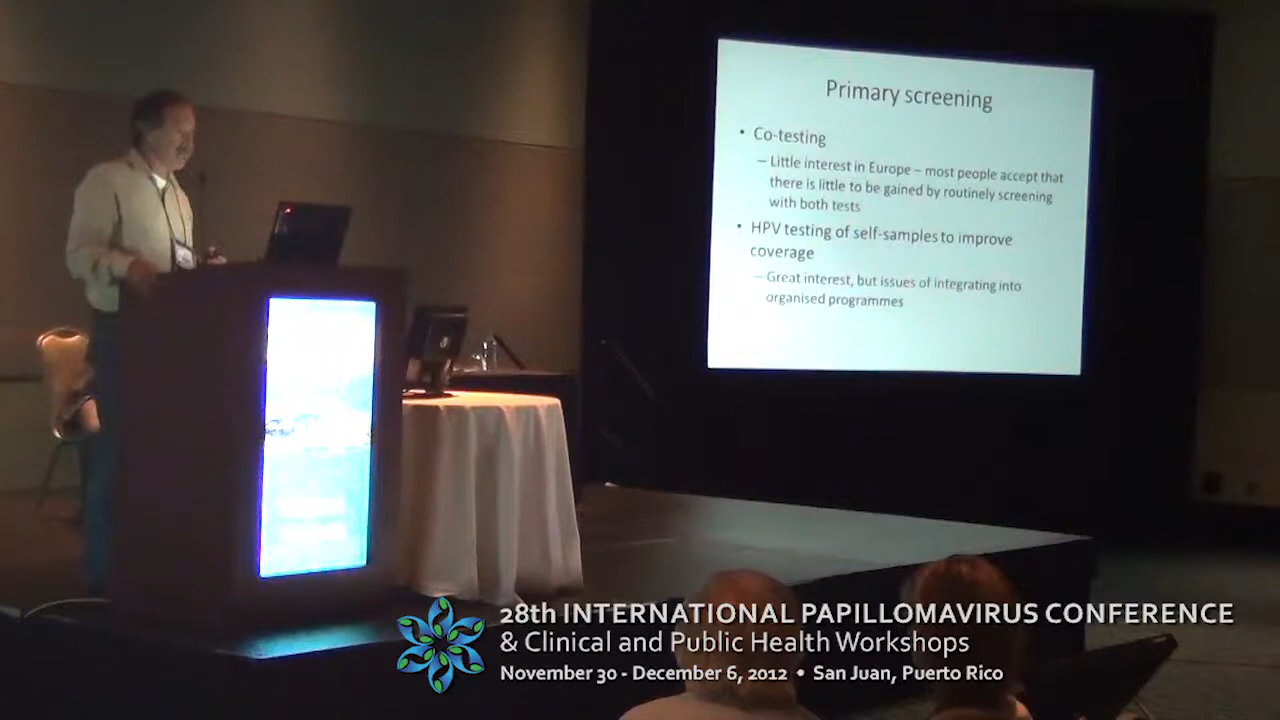 Primary screening
• Co-testing
– Little interest in Europe – most people accept that
there is little to be gained by routinely screening
with both tests
• HPV testing of self-samples to improve
coverage
– Great interest, but issues of integrating into
organised programmes
28th INTERNATIONAL PAPILLOMAVIRUS CONFERENCE
& Clinical and Public Health Workshops
November 30 - December 6, 2012 • San Juan, Puerto Rico